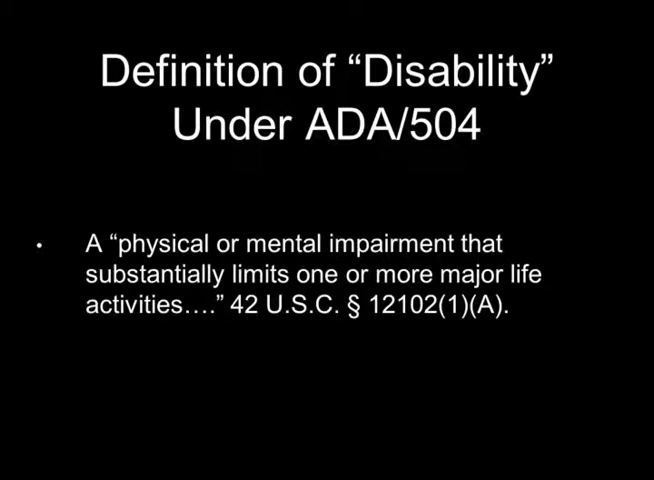 Definition of “Disability”
Under ADA/504
• A “physical or mental impairment that
substantially limits one or more major life
activities….” 42 U.S.C. § 12102(1)(A).